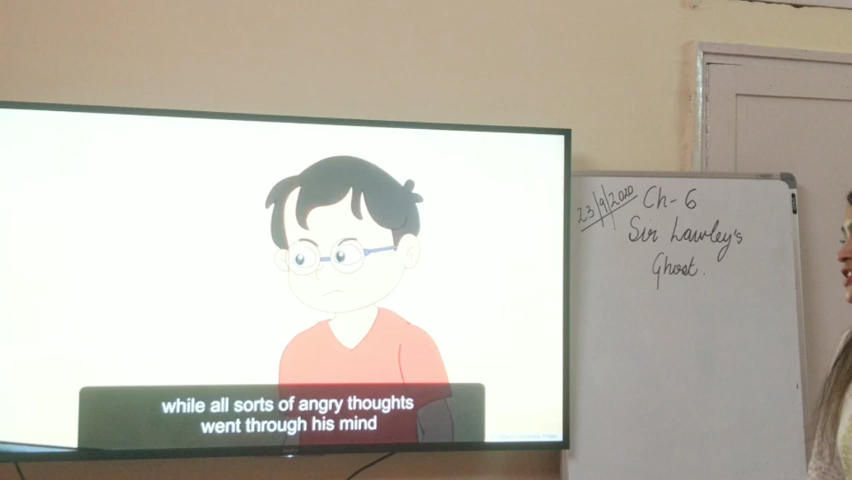 while all sorts of angry thoughts
went through his mind
23/9/2020
Ch-6
Sir Lawley's
Ghost.